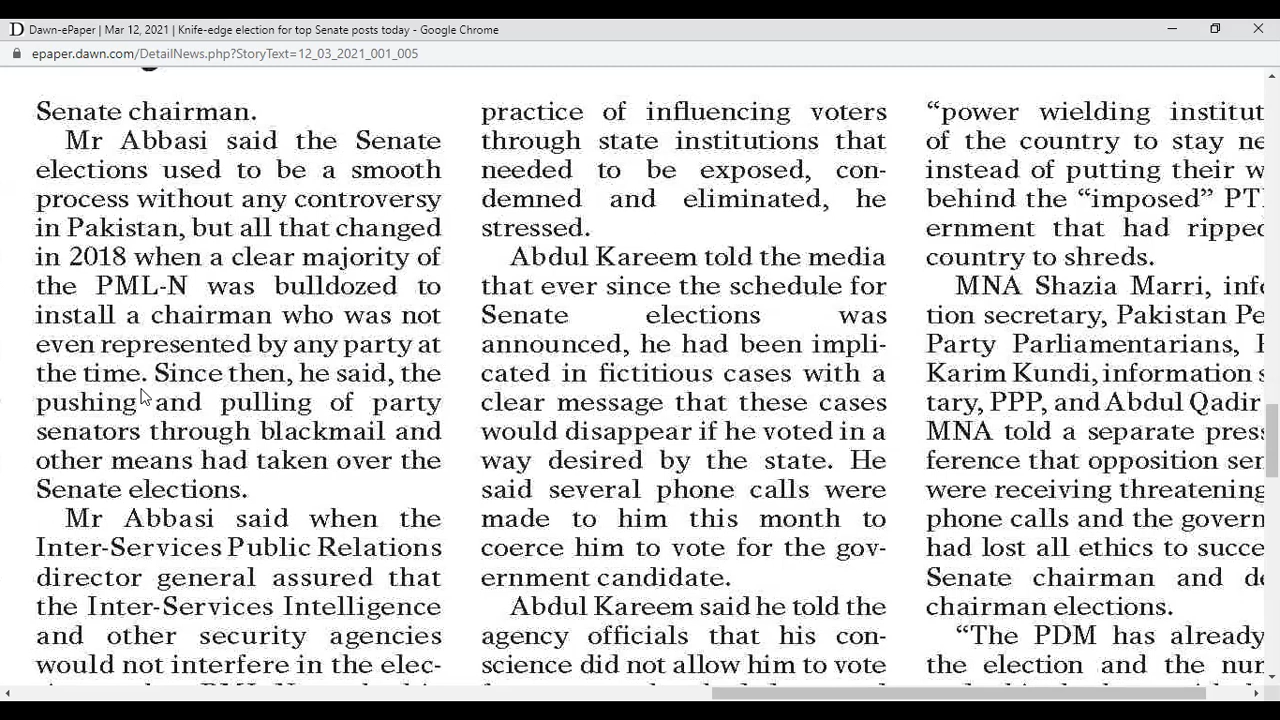 Dawn-ePaper | Mar 12, 2021 | Knife-edge election for top Senate posts today - Google Chrome
epaper.dawn.com/DetailNews.php?StoryText=12_03_2021_001_005
Senate chairman.
Mr Abbasi said the Senate
elections used to be a smooth
process without any controversy
in Pakistan, but all that changed
in 2018 when a clear majority of
the PML-N was bulldozed to
install a chairman who was not
even represented by any party at
the time. Since then, he said, the
pushing and pulling of party
senators through blackmail and
other means had taken over the
Senate elections.
Mr Abbasi said when the
Inter-Services Public Relations
director general assured that
the Inter-Services Intelligence
and other security agencies
would not interfere in the elec-
practice of influencing voters
through state institutions that
needed to be exposed, con-
demned and eliminated, he
stressed.
Abdul Kareem told the media
that ever since the schedule for
Senate elections was
announced, he had been impli-
cated in fictitious cases with a
clear message that these cases
would disappear if he voted in a
way desired by the state. He
said several phone calls were
made to him this month to
coerce him to vote for the gov-
ernment candidate.
Abdul Kareem said he told the
agency officials that his con-
science did not allow him to vote
“power wielding institut
of the country to stay ne
instead of putting their w
behind the “imposed” PT
ernment that had ripped
country to shreds.
MNA Shazia Marri, info
tion secretary, Pakistan Pe
Party Parliamentarians,
Karim Kundi, information s
tary, PPP, and Abdul Qadir
MNA told a separate press
ference that opposition sen
were receiving threatening
phone calls and the govern
had lost all ethics to succe
Senate chairman and de
chairman elections.
“The PDM has already
the election and the num